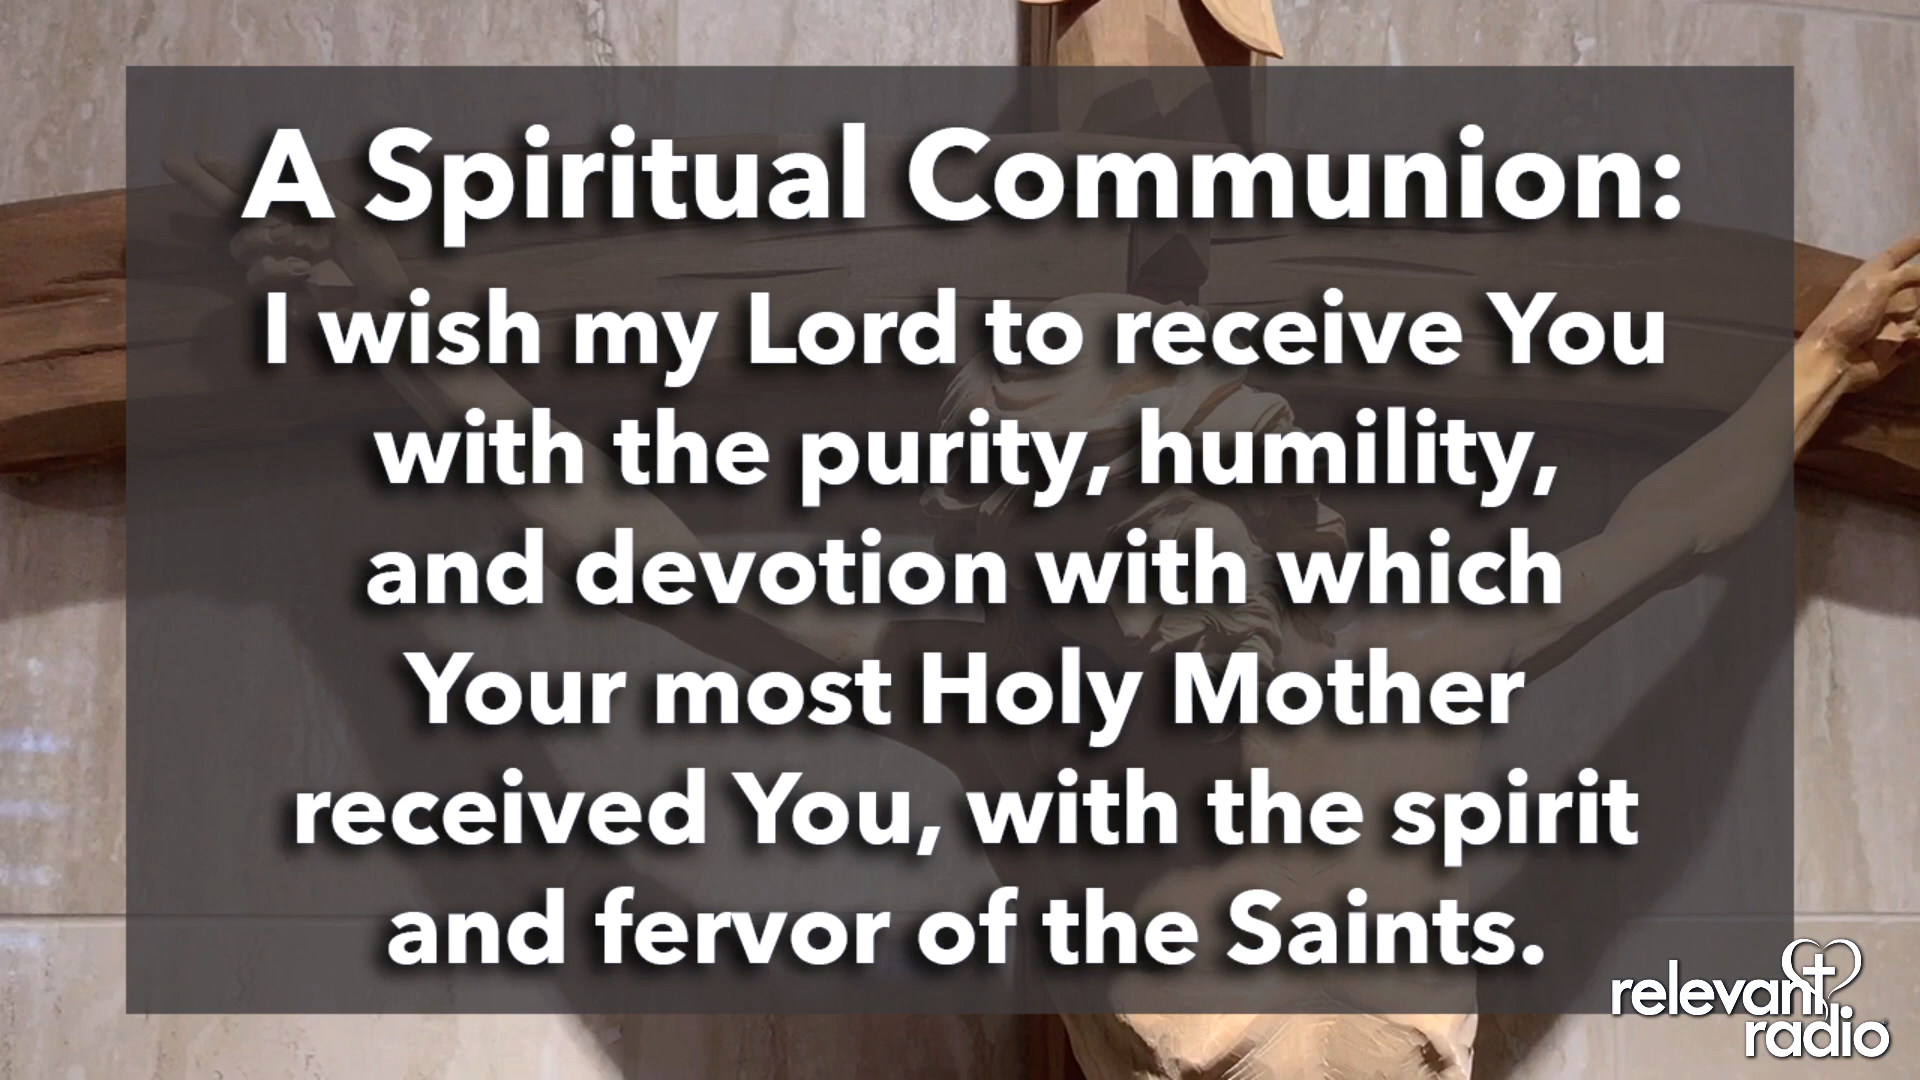 A Spiritual Communion:
I wish my Lord to receive You
with the purity, humility,
and devotion with which
Your most Holy Mother
received You, with the spirit
and fervor of the Saints.
relevant
radio